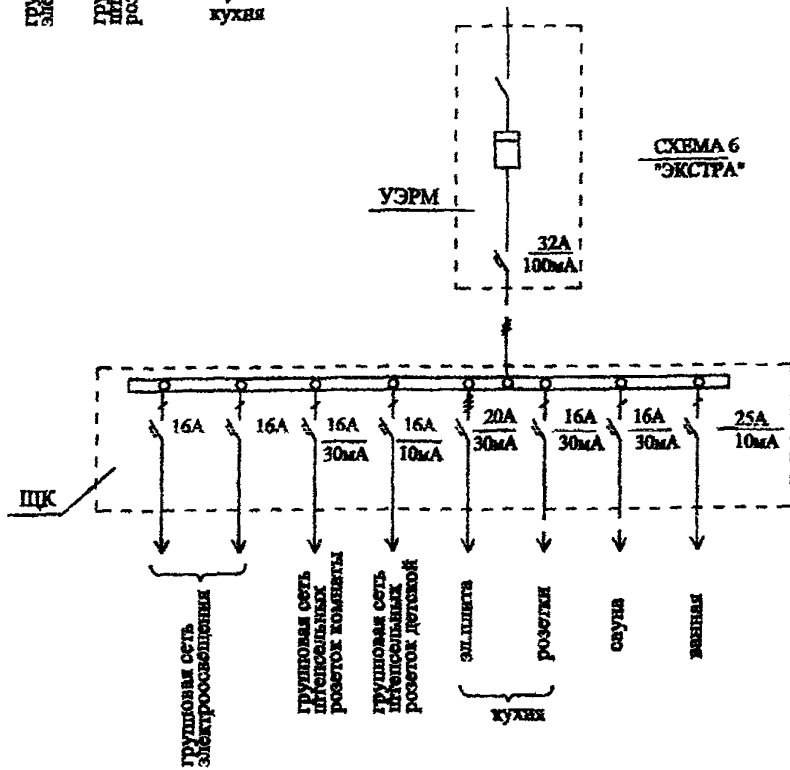 кухня
СХЕМА 6
"ЭКСТРА"
УЭРМ
32А
100мА
16А
16А
16А
30мА
16А
10мА
20А
30мА
16А
30мА
16А
30мА
25А
10мА
ЩК
групповая сеть
электроосвещения
групповая сеть
штепсельных
розеток комнаты
групповая сеть
штепсельных
розеток детской
эл.плита
розетки
сауна
ванная
кухня